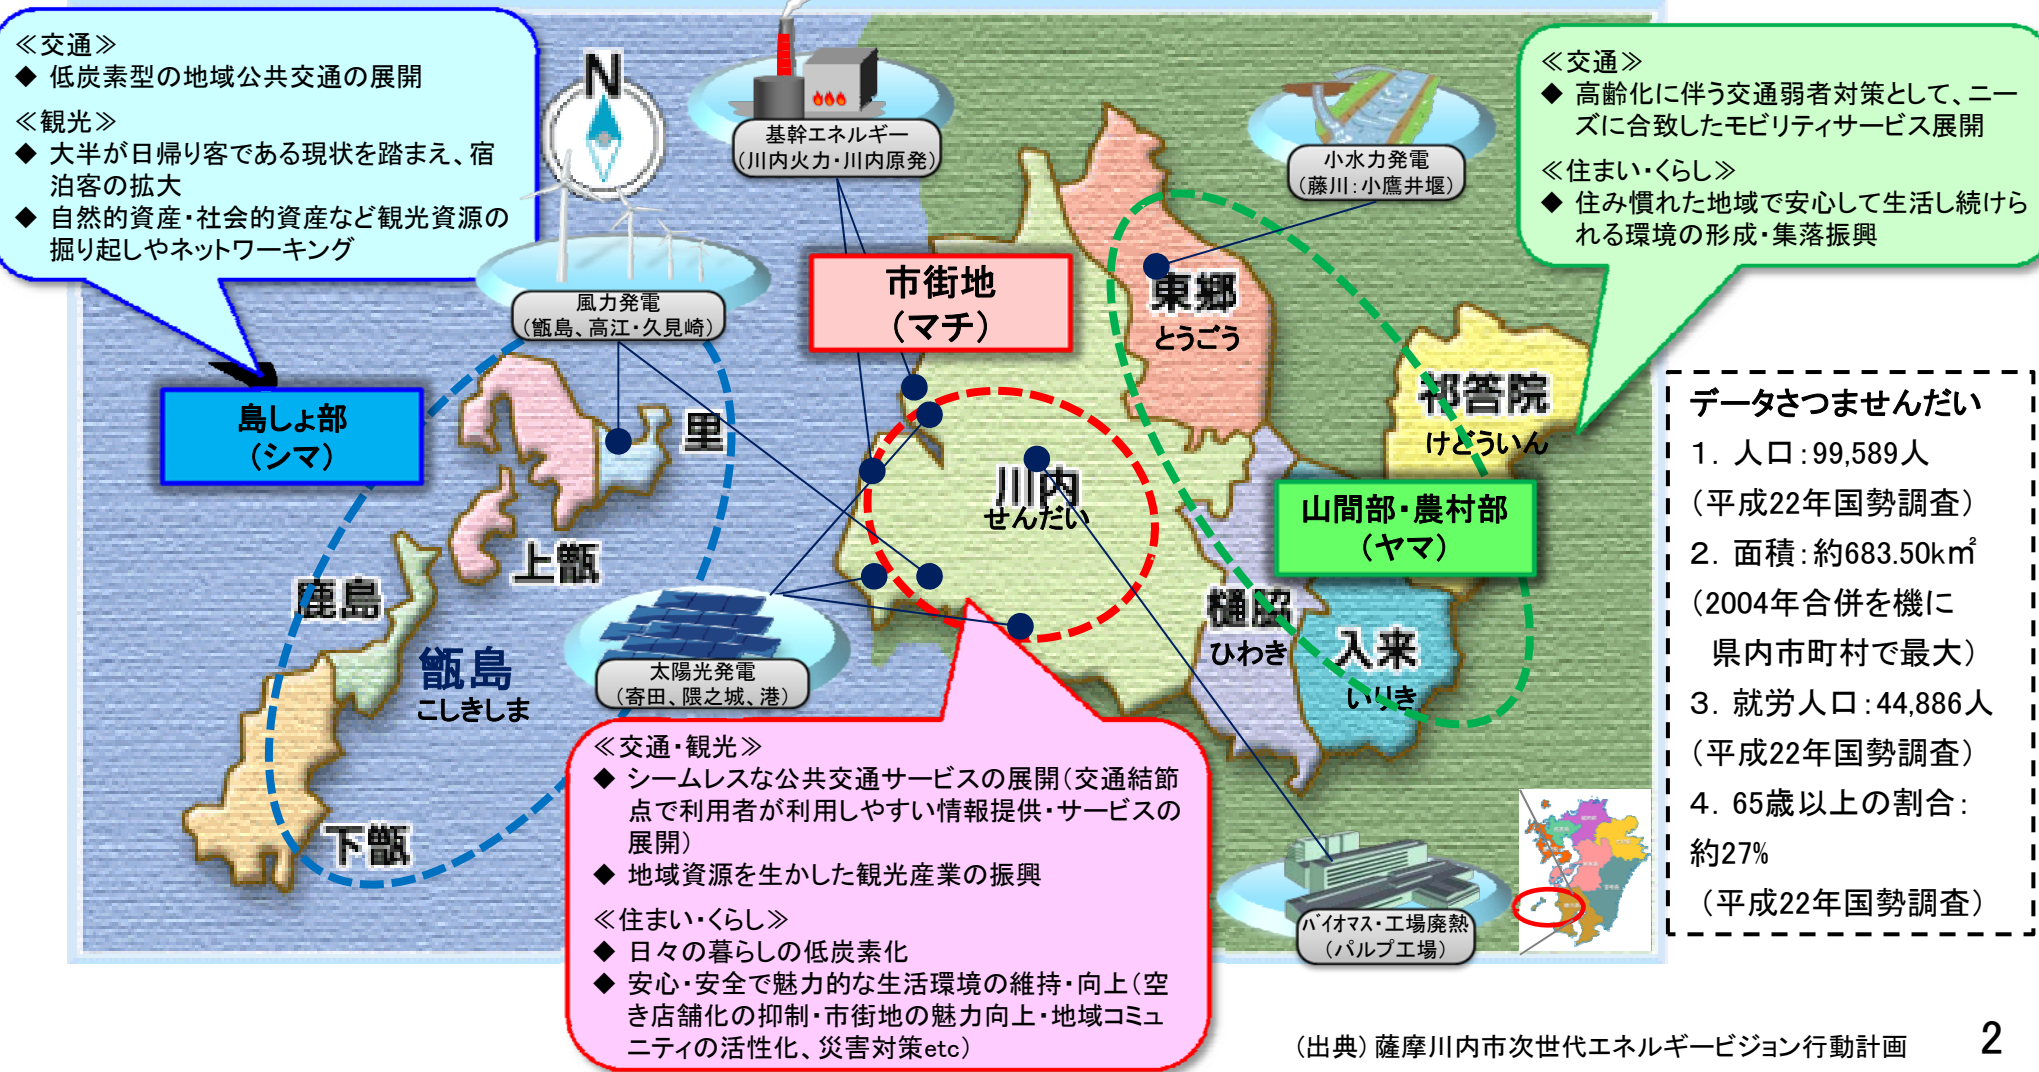 ≪交通≫
◆ 低炭素型の地域公共交通の展開
≪観光≫
◆ 大半が日帰り客である現状を踏まえ、宿
泊客の拡大
◆ 自然的資産・社会的資産など観光資源の
掘り起しやネットワーキング
N
基幹エネルギー
（川内火力・川内原発）
小水力発電
（藤川：小鷹井堰）
≪交通≫
◆ 高齢化に伴う交通弱者対策として、ニー
ズに合致したモビリティサービス展開
≪住まい・くらし≫
◆ 住み慣れた地域で安心して生活し続けら
れる環境の形成・集落振興
風力発電
（甑島、高江・久見崎）
市街地
（マチ）
東郷
とうごう
島しょ部
（シマ）
里
川内
せんだい
祁答院
けどういん
山間部・農村部
（ヤマ）
上甑
鹿島
甑島
こしきしま
下甑
樋脇
ひわき
入来
いりき
太陽光発電
（寄田、隈之城、港）
≪交通・観光≫
◆ シームレスな公共交通サービスの展開（交通結節
点で利用者が利用しやすい情報提供・サービスの
展開）
◆ 地域資源を生かした観光産業の振興
≪住まい・くらし≫
◆ 日々の暮らしの低炭素化
◆ 安心・安全で魅力的な生活環境の維持・向上（空
き店舗化の抑制・市街地の魅力向上・地域コミュ
ニティの活性化、災害対策etc）
ﾊﾞｲｵﾏｽ・工場廃熱
（パルプ工場）
データさつませんだい
１．人口：99,589人
（平成22年国勢調査）
２．面積：約683.50k㎡
（2004年合併を機に
県内市町村で最大）
３．就労人口：44,886人
（平成22年国勢調査）
４．65歳以上の割合：
約27%
（平成22年国勢調査）
（出典）薩摩川内市次世代エネルギービジョン行動計画
2